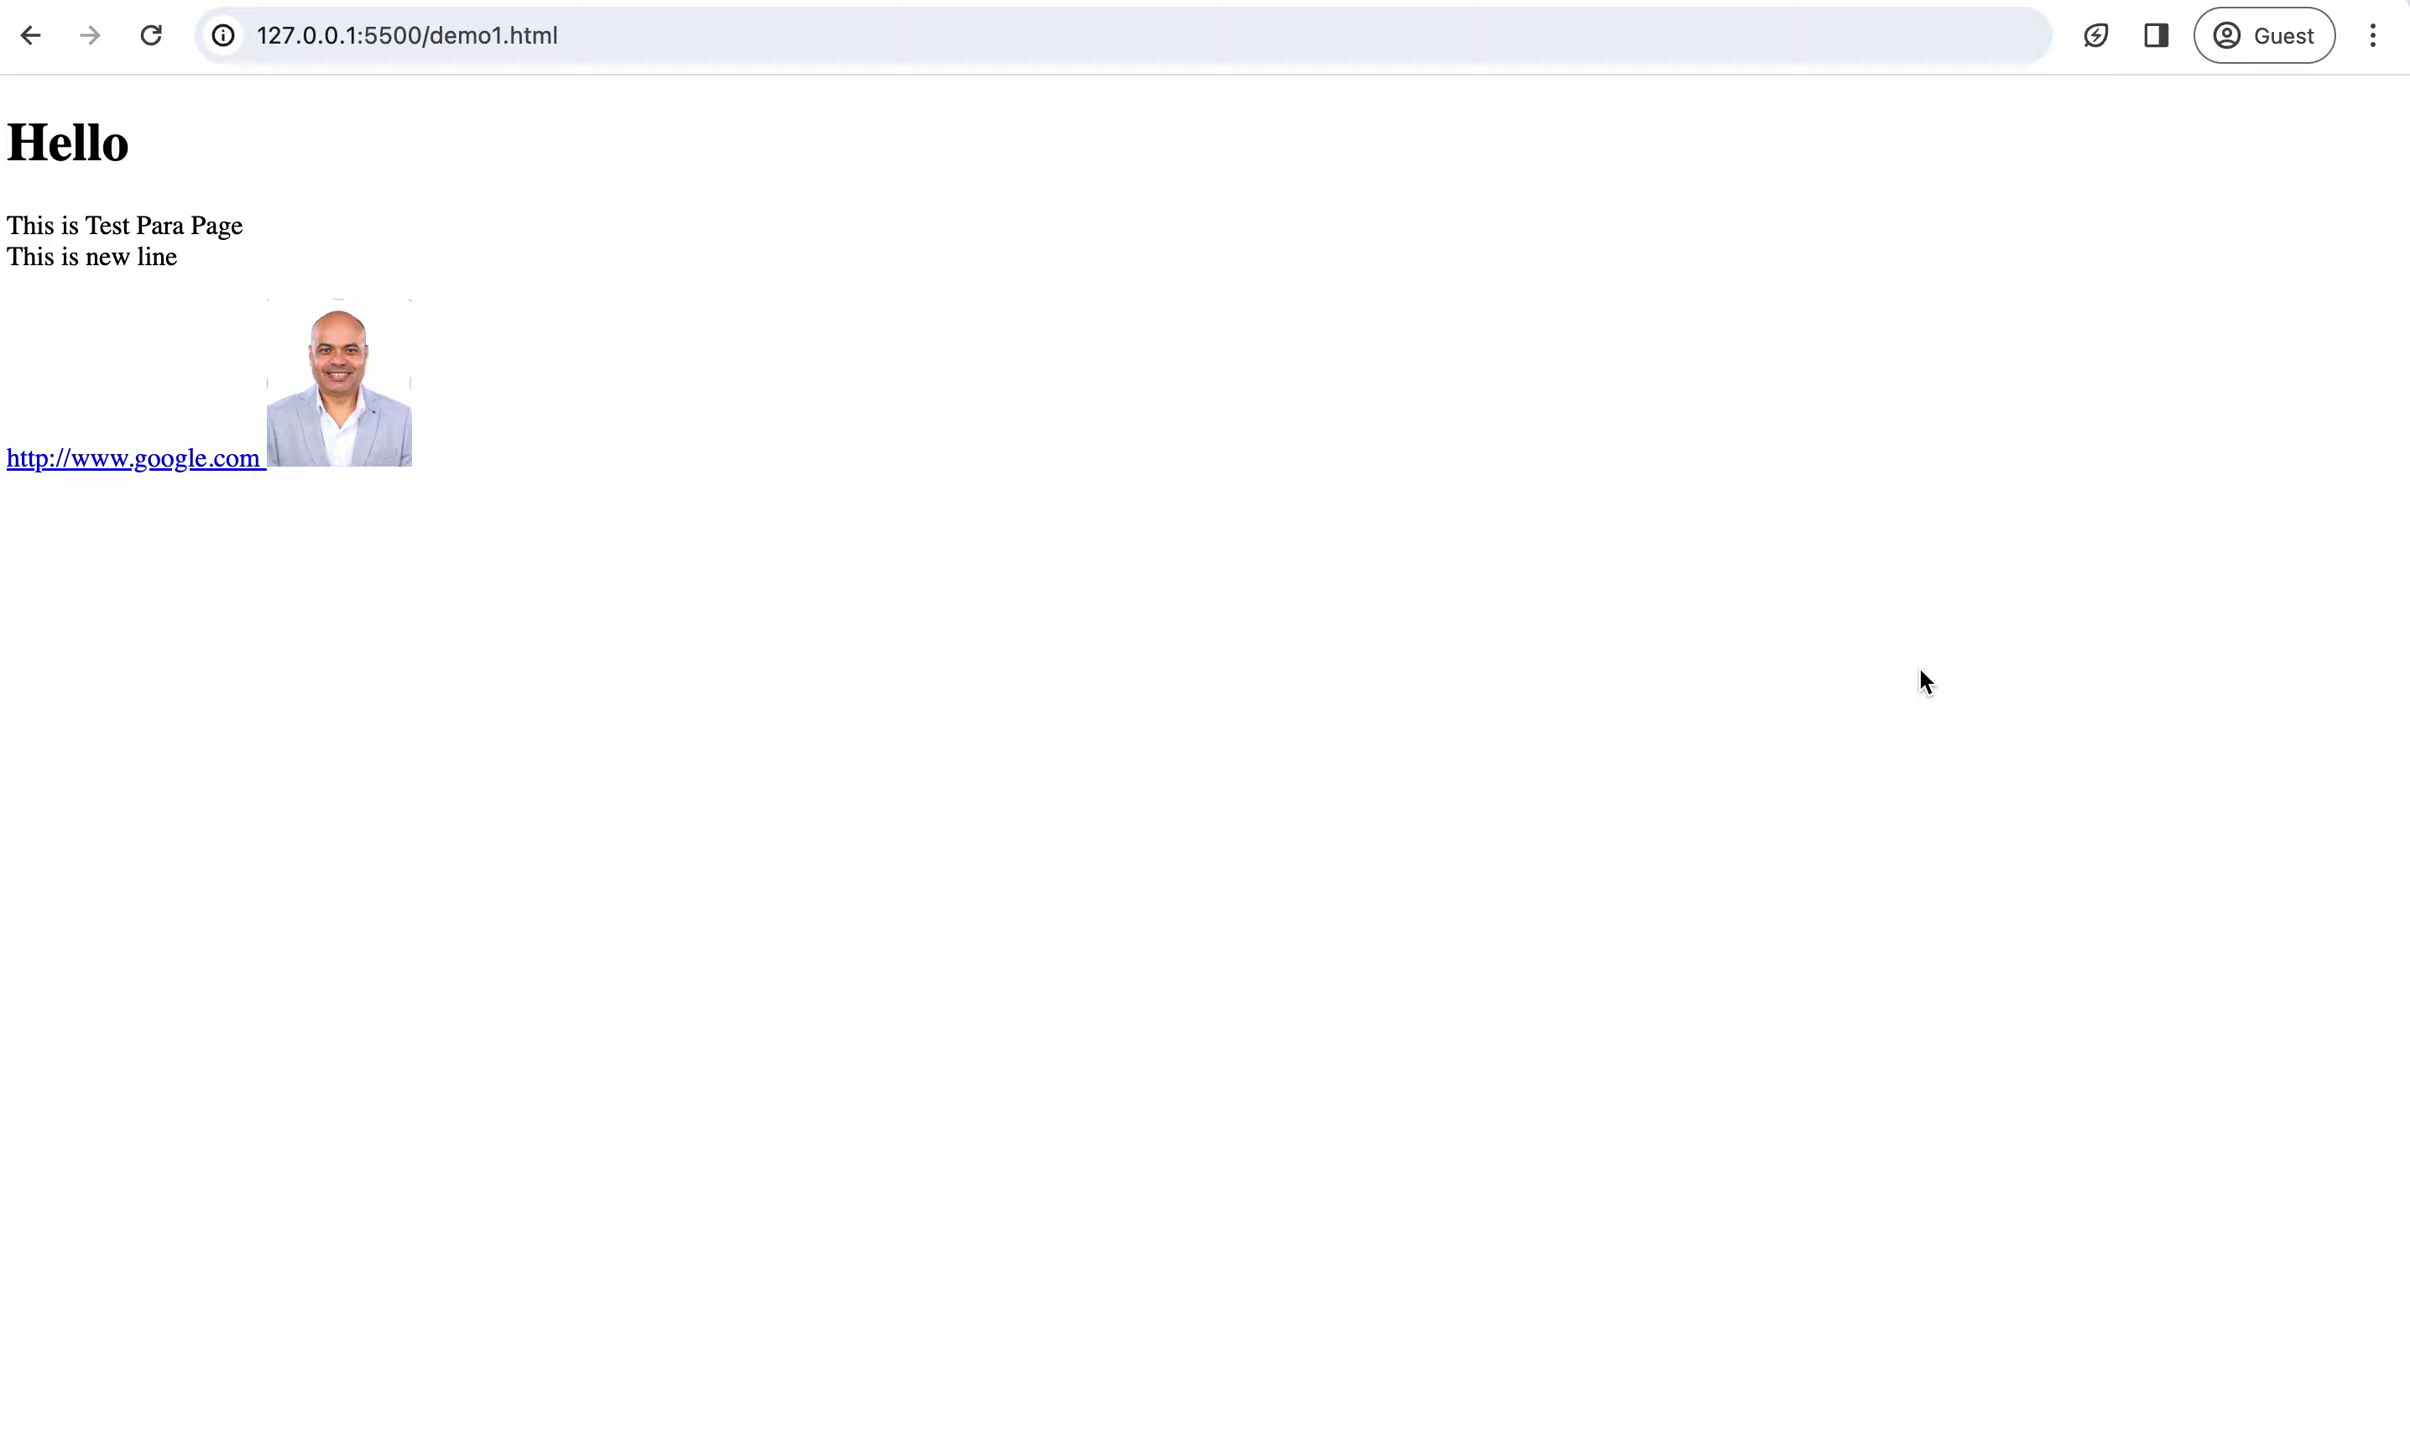 127.0.0.1:5500/demo1.html
Guest
Hello
This is Test Para Page
This is new line
http://www.google.com